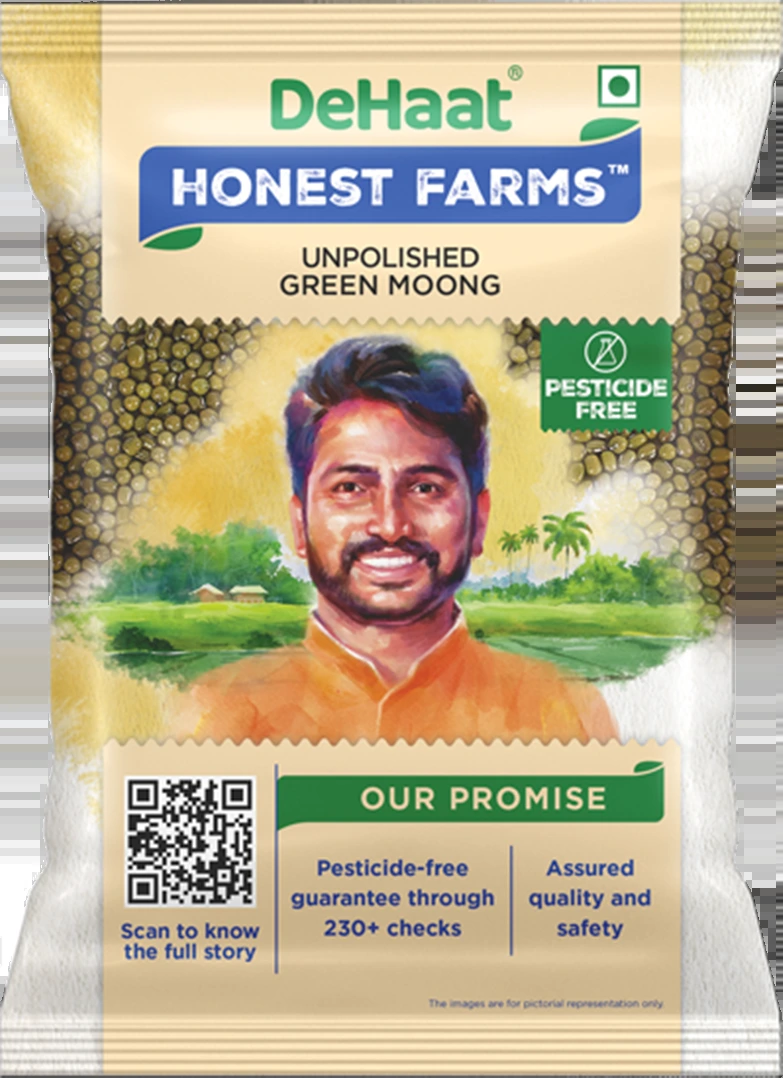 DeHaat®
HONEST FARMS™
UNPOLISHED
GREEN MOONG
PESTICIDE
FREE
OUR PROMISE
Pesticide-free
guarantee through
230+ checks
Assured
quality and
safety
Scan to know
the full story
The images are for pictorial representation only.